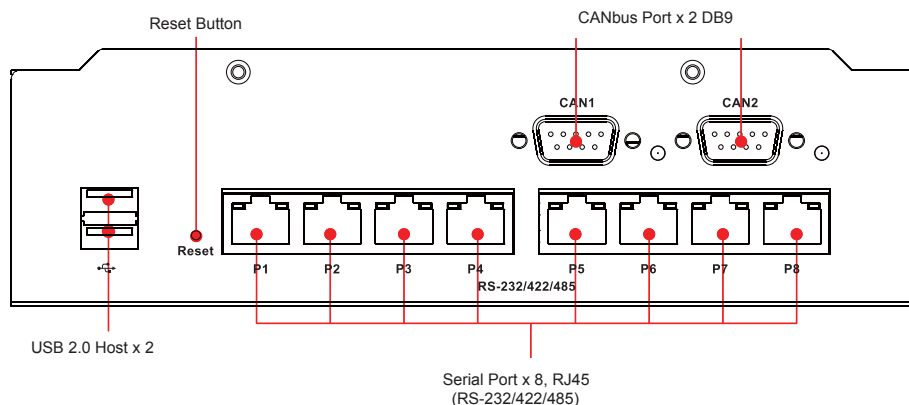 Reset Button
CANbus Port x 2 DB9
CAN1
CAN2
Reset
P1
P2
P3
P4
P5
P6
P7
P8
RS-232/422/485
USB 2.0 Host x 2
Serial Port x 8, RJ45
(RS-232/422/485)